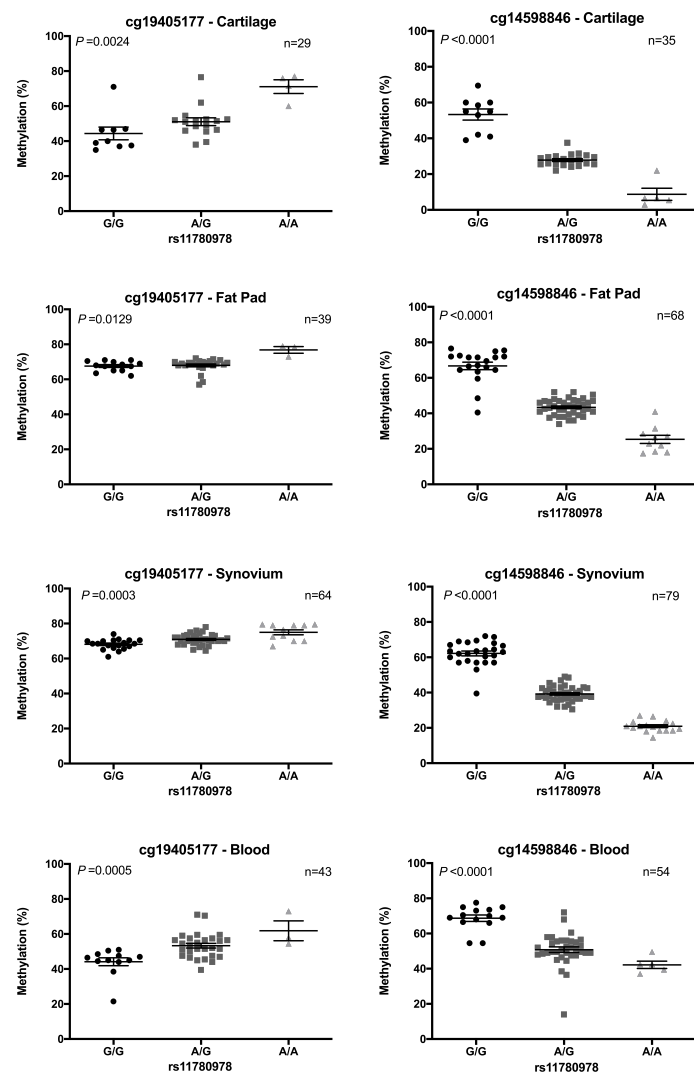 cg19405177 - Cartilage
P =0.0024
n=29
Methylation (%)
100
80
60
40
20
0
G/G A/G A/A
rs11780978
cg14598846 - Cartilage
P <0.0001
n=35
Methylation (%)
100
80
60
40
20
0
G/G A/G A/A
rs11780978
cg19405177 - Fat Pad
P =0.0129
n=39
Methylation (%)
100
80
60
40
20
0
G/G A/G A/A
rs11780978
cg14598846 - Fat Pad
P <0.0001
n=68
Methylation (%)
100
80
60
40
20
0
G/G A/G A/A
rs11780978
cg19405177 - Synovium
P =0.0003
n=64
Methylation (%)
100
80
60
40
20
0
G/G A/G A/A
rs11780978
cg14598846 - Synovium
P <0.0001
n=79
Methylation (%)
100
80
60
40
20
0
G/G A/G A/A
rs11780978
cg19405177 - Blood
P =0.0005
n=43
Methylation (%)
100
80
60
40
20
0
G/G A/G A/A
rs11780978
cg14598846 - Blood
P <0.0001
n=54
Methylation (%)
100
80
60
40
20
0
G/G A/G A/A
rs11780978